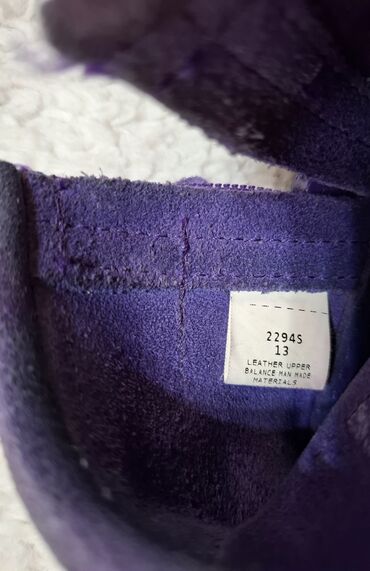 2294S
13
LEATHER UPPER
BALANCE MAN MADE
MATERIALS